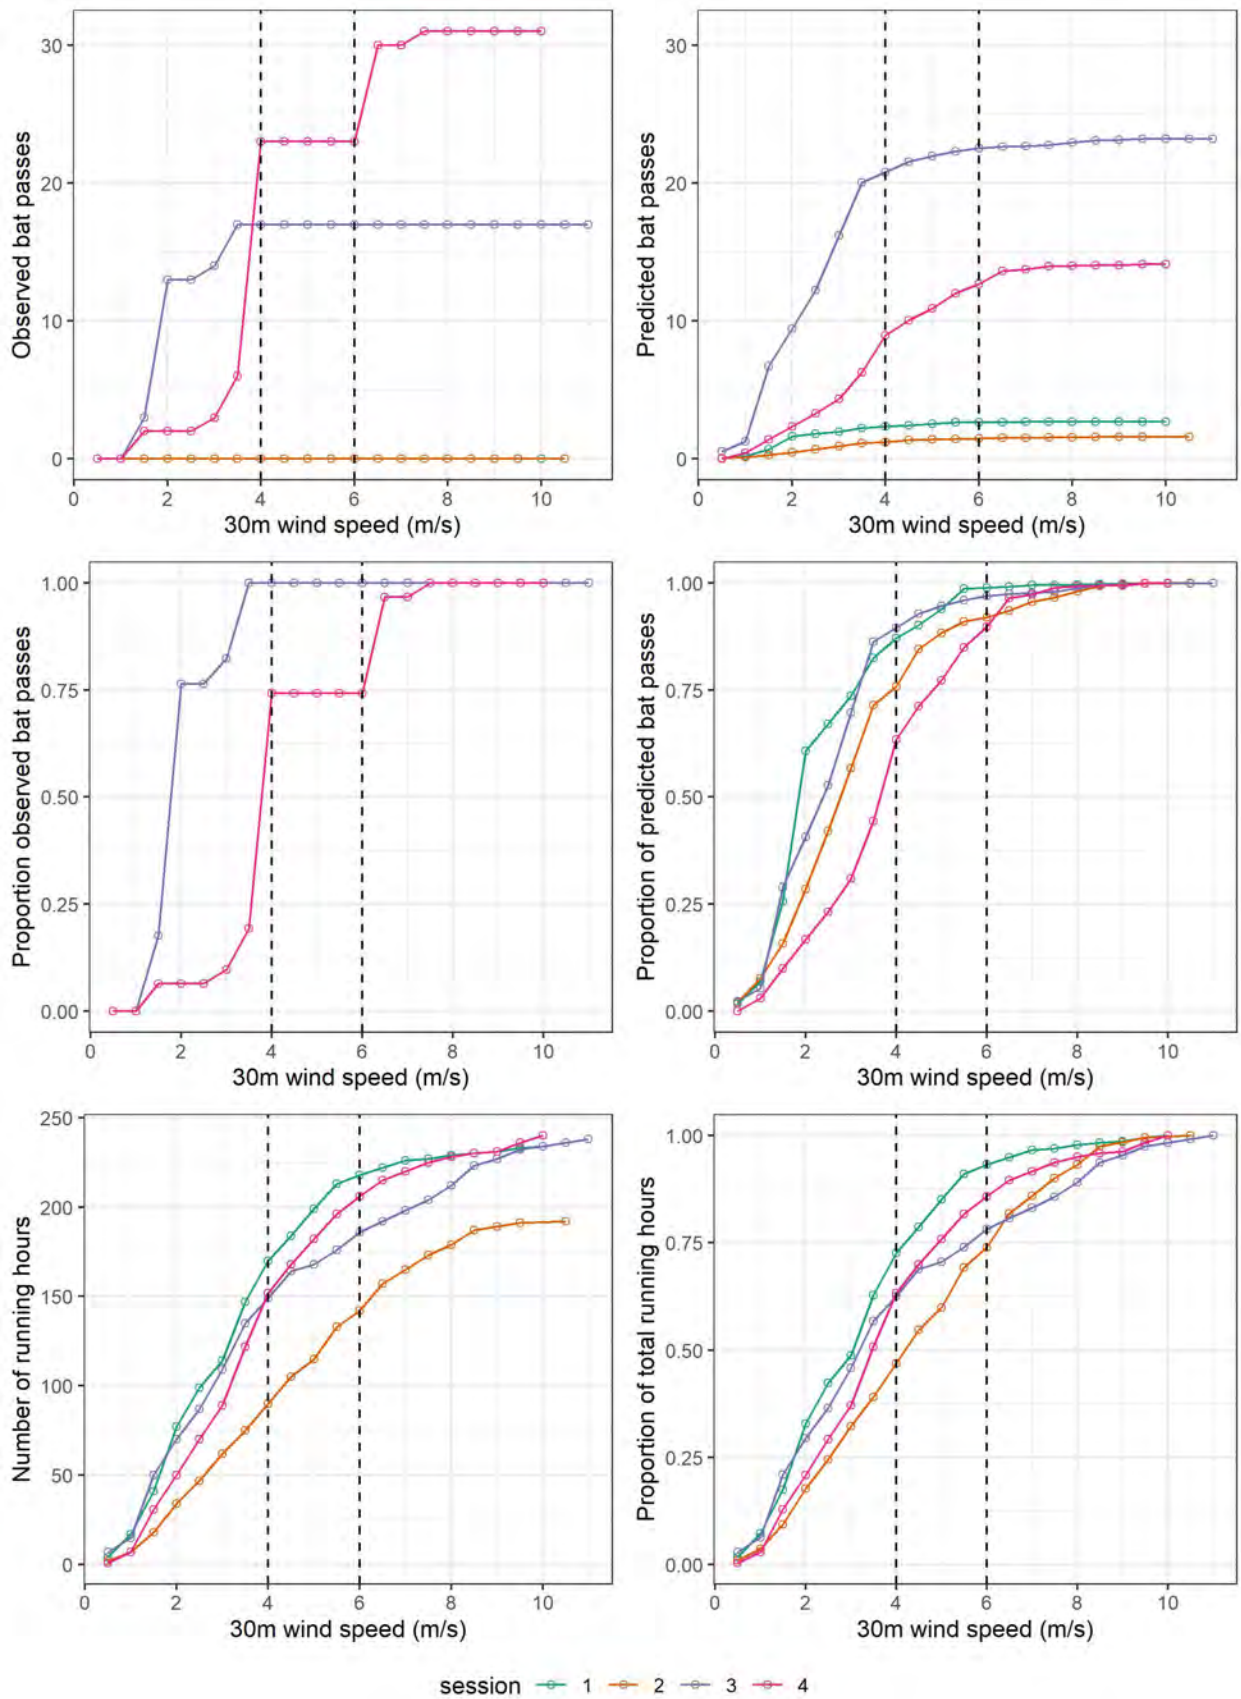 Observed bat passes
30
20
10
0
0 2 4 6 8 10
30m wind speed (m/s)
Predicted bat passes
30
20
10
0
0 2 4 6 8 10
30m wind speed (m/s)
Proportion observed bat passes
1.00
0.75
0.50
0.25
0.00
0 2 4 6 8 10
30m wind speed (m/s)
Proportion of predicted bat passes
1.00
0.75
0.50
0.25
0.00
0 2 4 6 8 10
30m wind speed (m/s)
Number of running hours
250
200
150
100
50
0
0 2 4 6 8 10
30m wind speed (m/s)
Proportion of total running hours
1.00
0.75
0.50
0.25
0.00
0 2 4 6 8 10
30m wind speed (m/s)
session 1 2 3 4